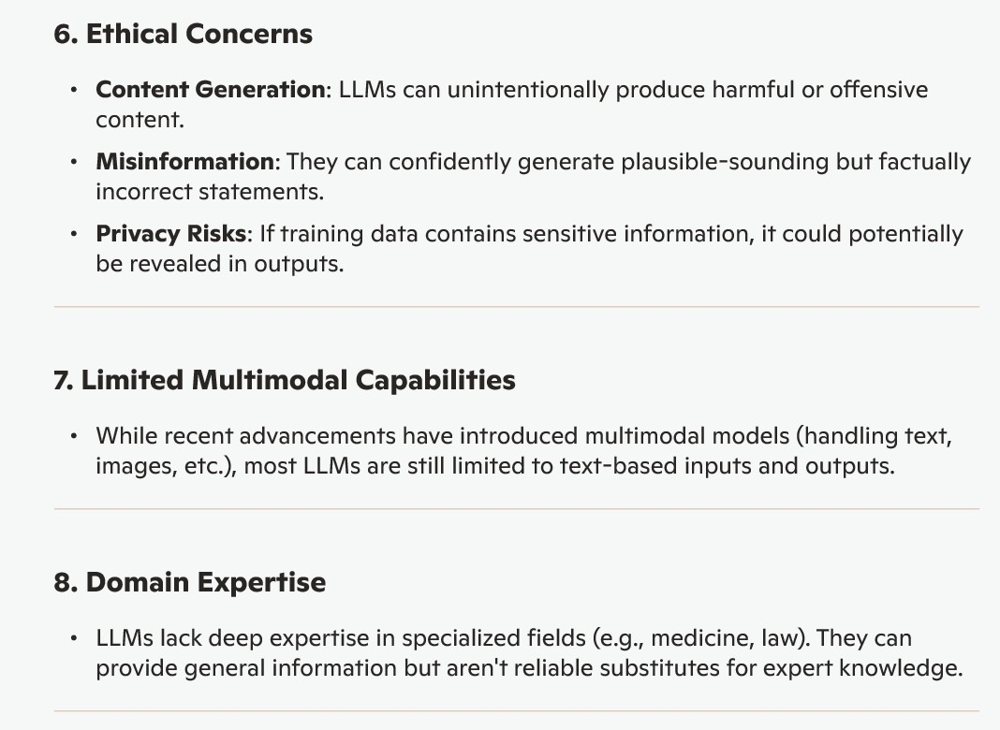 6. Ethical Concerns
• Content Generation: LLMs can unintentionally produce harmful or offensive
content.
• Misinformation: They can confidently generate plausible-sounding but factually
incorrect statements.
• Privacy Risks: If training data contains sensitive information, it could potentially
be revealed in outputs.
7. Limited Multimodal Capabilities
• While recent advancements have introduced multimodal models (handling text,
images, etc.), most LLMs are still limited to text-based inputs and outputs.
8. Domain Expertise
• LLMs lack deep expertise in specialized fields (e.g., medicine, law). They can
provide general information but aren't reliable substitutes for expert knowledge.